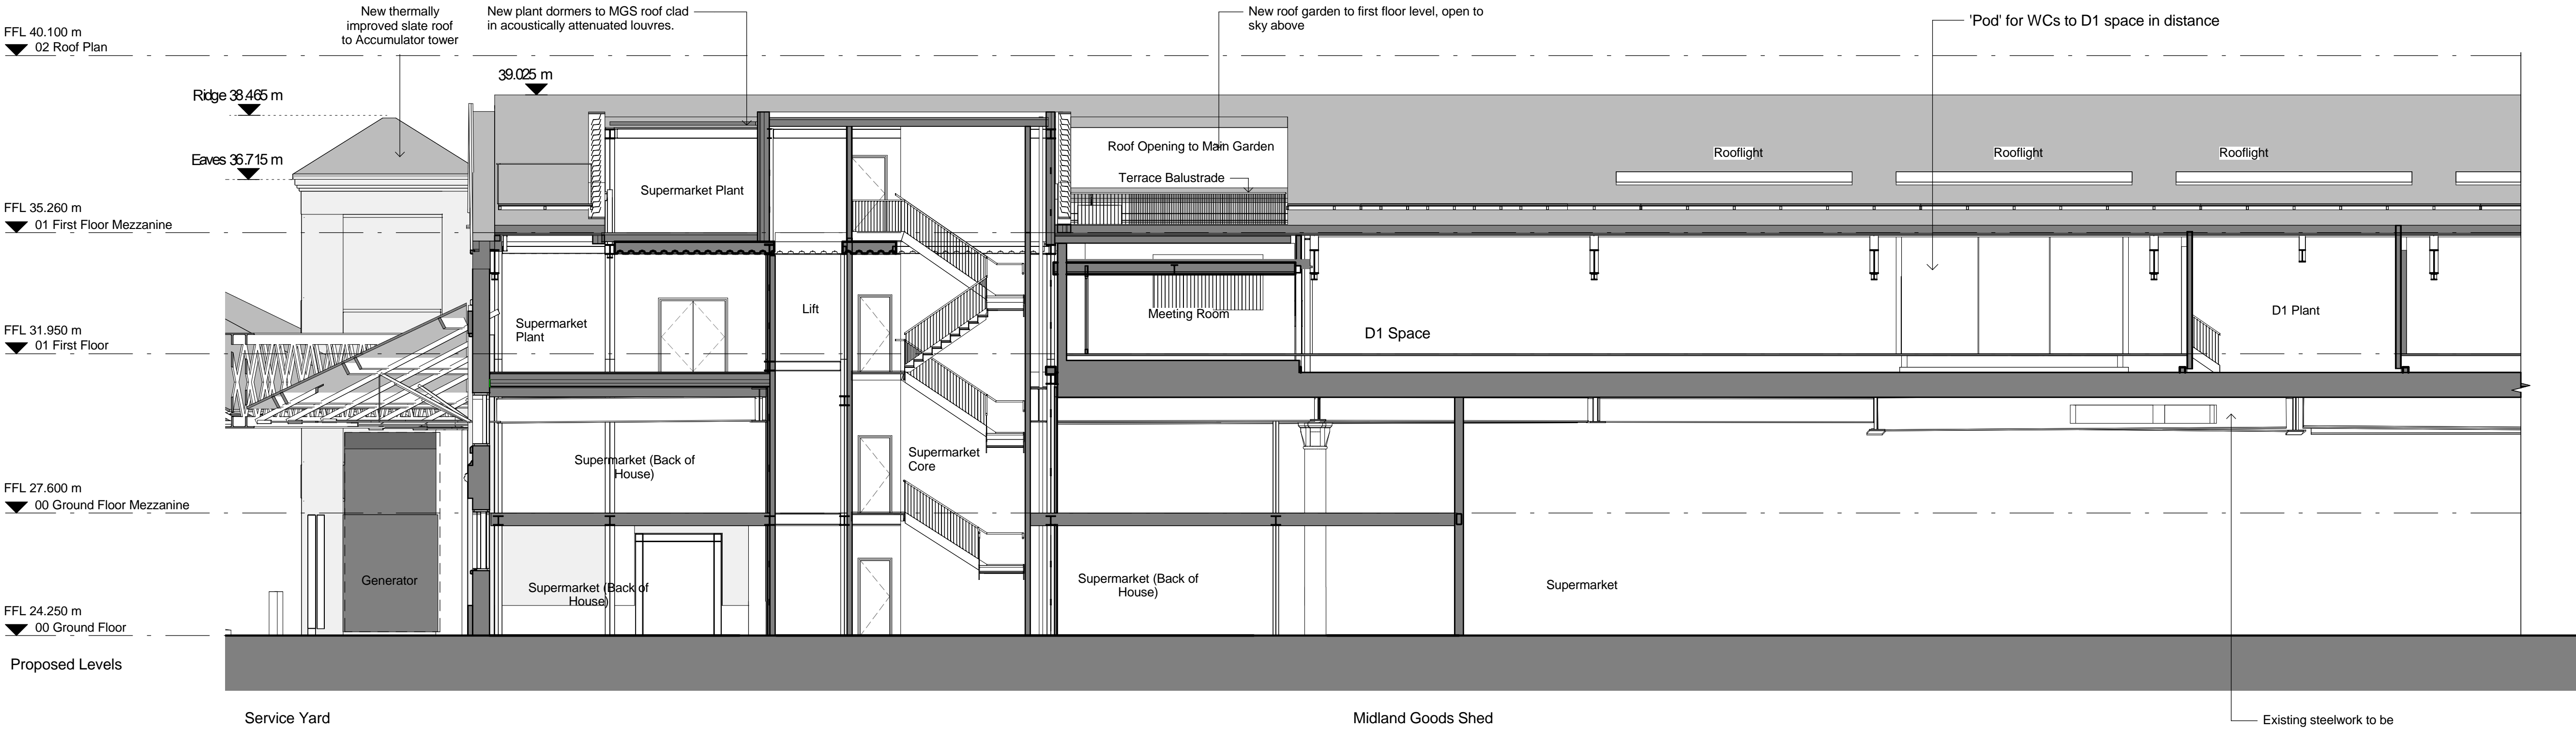 New thermally
improved slate roof
to Accumulator tower
New plant dormers to MGS roof clad
in acoustically attenuated louvres.
New roof garden to first floor level, open to
sky above
'Pod' for WCs to D1 space in distance
FFL 40.100 m
02 Roof Plan
39.025 m
Ridge 38.465 m
Eaves 36.715 m
Roof Opening to Main Garden
Rooflight
Rooflight
Rooflight
Terrace Balustrade
Supermarket Plant
FFL 35.260 m
01 First Floor Mezzanine
Supermarket
Plant
Lift
Meeting Room
D1 Space
D1 Plant
FFL 31.950 m
01 First Floor
Supermarket (Back of
House)
Supermarket
Core
FFL 27.600 m
00 Ground Floor Mezzanine
Generator
Supermarket (Back of
House)
Supermarket (Back of
House)
Supermarket
FFL 24.250 m
00 Ground Floor
Proposed Levels
Service Yard
Midland Goods Shed
Existing steelwork to be